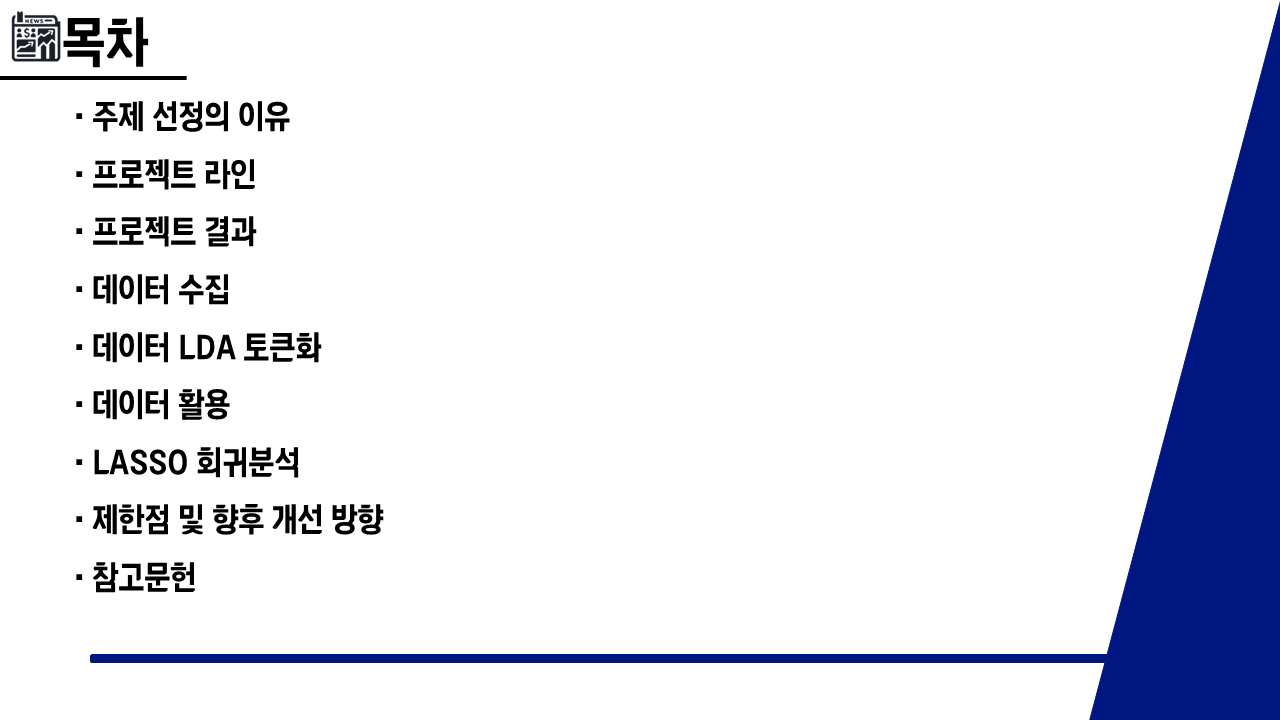 NEWS
목차
· 주제 선정의 이유
· 프로젝트 라인
· 프로젝트 결과
· 데이터 수집
· 데이터 LDA 토큰화
· 데이터 활용
· LASSO 회귀분석
· 제한점 및 향후 개선 방향
· 참고문헌